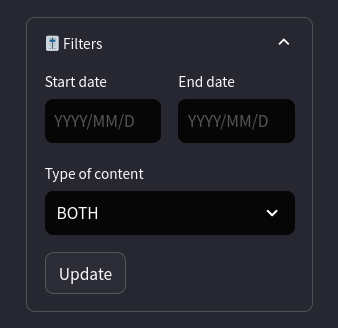 Filters
Start date End date
YYYY/MM/D YYYY/MM/D
Type of content
BOTH
Update